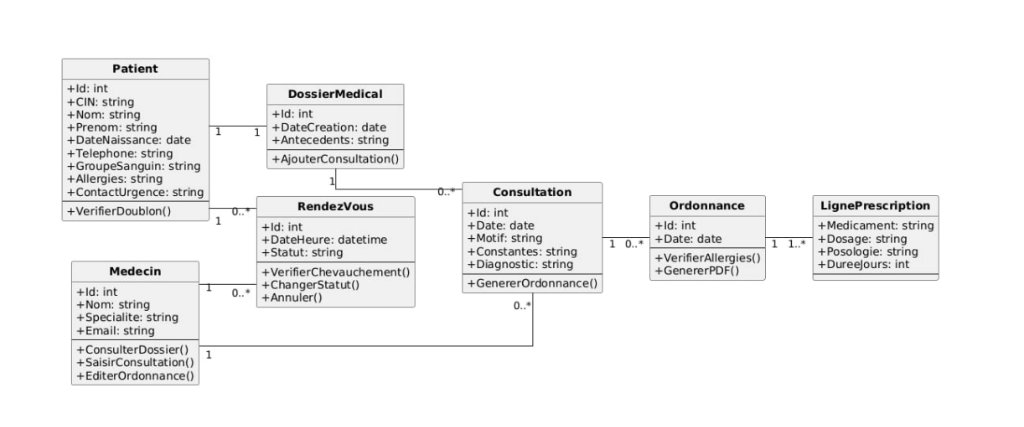 Patient
+Id: int
+CIN: string
+Nom: string
+Prenom: string
+DateNaissance: date
+Telephone: string
+GroupeSanguin: string
+Allergies: string
+ContactUrgence: string
+VerifierDoublon()
1
1
DossierMedical
+Id: int
+DateCreation: date
+Antecedents: string
+AjouterConsultation()
1
0..*
1
0..*
RendezVous
+Id: int
+DateHeure: datetime
+Statut: string
+VerifierChevauchement()
+ChangerStatut()
+Annuler()
Medecin
+Id: int
+Nom: string
+Specialite: string
+Email: string
+ConsulterDossier()
+SaisirConsultation()
+EditerOrdonnance()
1
0..*
1
0..*
Consultation
+Id: int
+Date: date
+Motif: string
+Constantes: string
+Diagnostic: string
+GenererOrdonnance()
1 0..*
Ordonnance
+Id: int
+Date: date
+VerifierAllergies()
+GenererPDF()
1 1..*
LignePrescription
+Medicament: string
+Dosage: string
+Posologie: string
+DureeJours: int